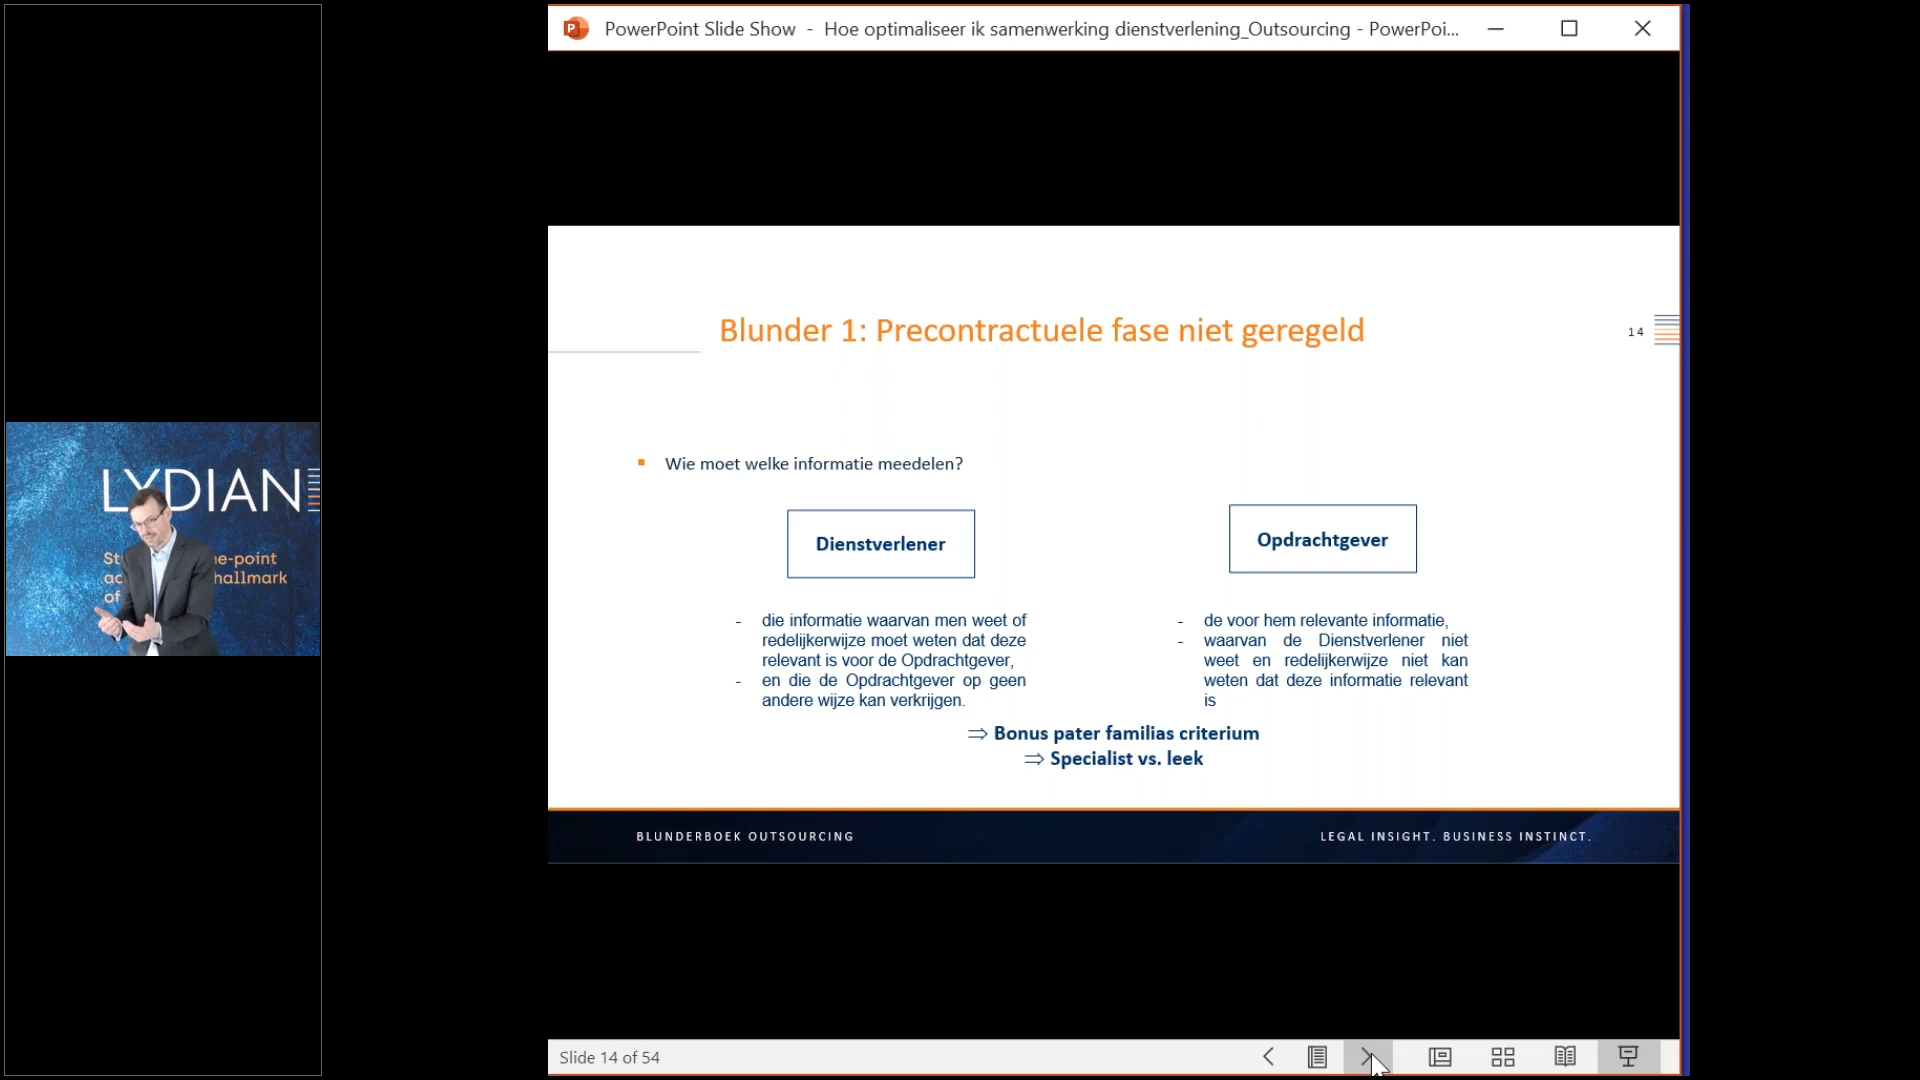 PowerPoint Slide Show - Hoe optimaliseer ik samenwerking dienstverlening_Outsourcing - PowerPoi...
LYDIAN
e-point
hallmark
of
Blunder 1: Precontractuele fase niet geregeld
14
Wie moet welke informatie meedelen?
Dienstverlener
- die informatie waarvan men weet of
redelijkerwijze moet weten dat deze
relevant is voor de Opdrachtgever,
- en die de Opdrachtgever op geen
andere wijze kan verkrijgen.
Opdrachtgever
- de voor hem relevante informatie,
- waarvan de Dienstverlener niet
weet en redelijkerwijze niet kan
weten dat deze informatie relevant
is
⇒ Bonus pater familias criterium
⇒ Specialist vs. leek
BLUNDERBOEK OUTSOURCING
LEGAL INSIGHT. BUSINESS INSTINCT.
Slide 14 of 54